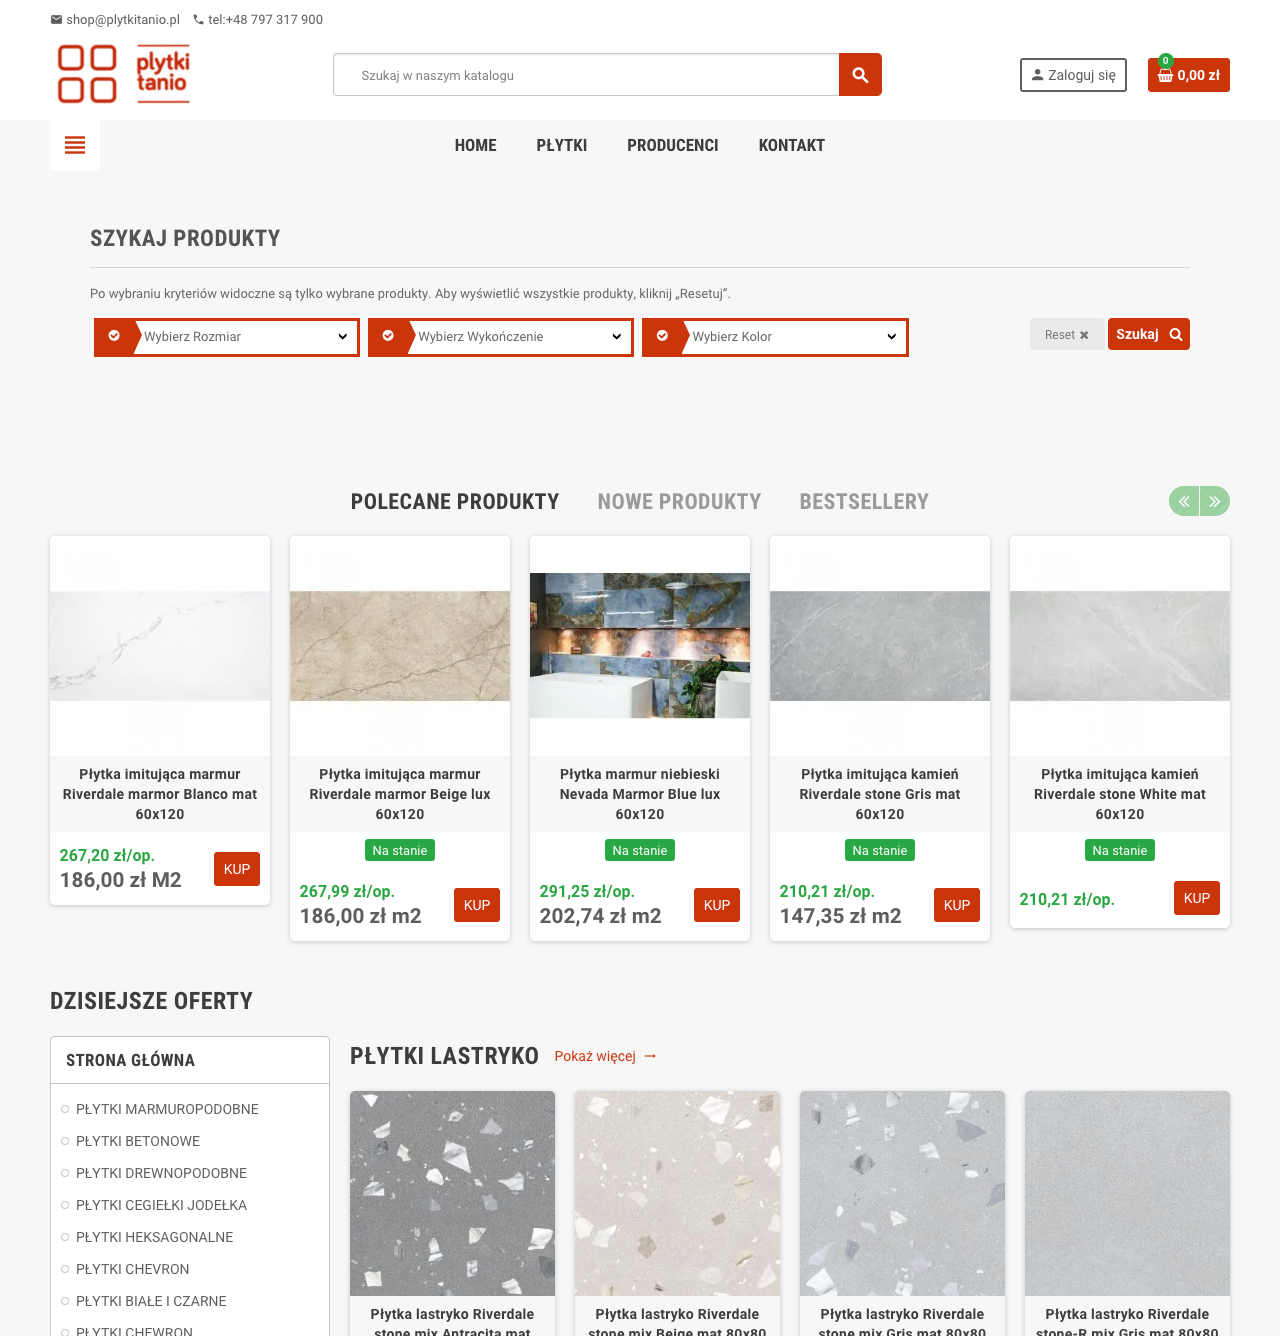 shop@plytkitanio.pl tel:+48 797 317 900
plytki
tanio
Szukaj w naszym katalogu
Zaloguj się
0
0,00 zł
HOME PŁYTKI PRODUCENCI KONTAKT
SZYKAJ PRODUKTY
Po wybraniu kryteriów widoczne są tylko wybrane produkty. Aby wyświetlić wszystkie produkty, kliknij „Resetuj”.
Wybierz Rozmiar Wybierz Wykończenie Wybierz Kolor Reset Szukaj
POLECANE PRODUKTY NOWE PRODUKTY BESTSELLERY
Płytka imitująca marmur
Riverdale marmor Blanco mat
60x120
267,20 zł/op.
186,00 zł M2
KUP
Płytka imitująca marmur
Riverdale marmor Beige lux
60x120
Na stanie
267,99 zł/op.
186,00 zł m2
KUP
Płytka marmur niebieski
Nevada Marmor Blue lux
60x120
Na stanie
291,25 zł/op.
202,74 zł m2
KUP
Płytka imitująca kamień
Riverdale stone Gris mat
60x120
Na stanie
210,21 zł/op.
147,35 zł m2
KUP
Płytka imitująca kamień
Riverdale stone White mat
60x120
Na stanie
210,21 zł/op.
KUP
DZISIEJSZE OFERTY
STRONA GŁÓWNA
PŁYTKI MARMUROPODOBNE
PŁYTKI BETONOWE
PŁYTKI DREWNOPODOBNE
PŁYTKI CEGIEŁKI JODEŁKA
PŁYTKI HEKSAGONALNE
PŁYTKI CHEVRON
PŁYTKI BIAŁE I CZARNE
PŁYTKI CHEWRON
PŁYTKI LASTRYKO Pokaż więcej
Płytka lastryko Riverdale
stone mix Antracita mat
Płytka lastryko Riverdale
stone mix Beige mat 80x80
Płytka lastryko Riverdale
stone mix Gris mat 80x80
Płytka lastryko Riverdale
stone-R mix Gris mat 80x80